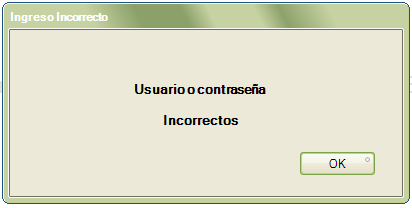 Ingreso Incorrecto
Usuario o contraseña
Incorrectos
OK